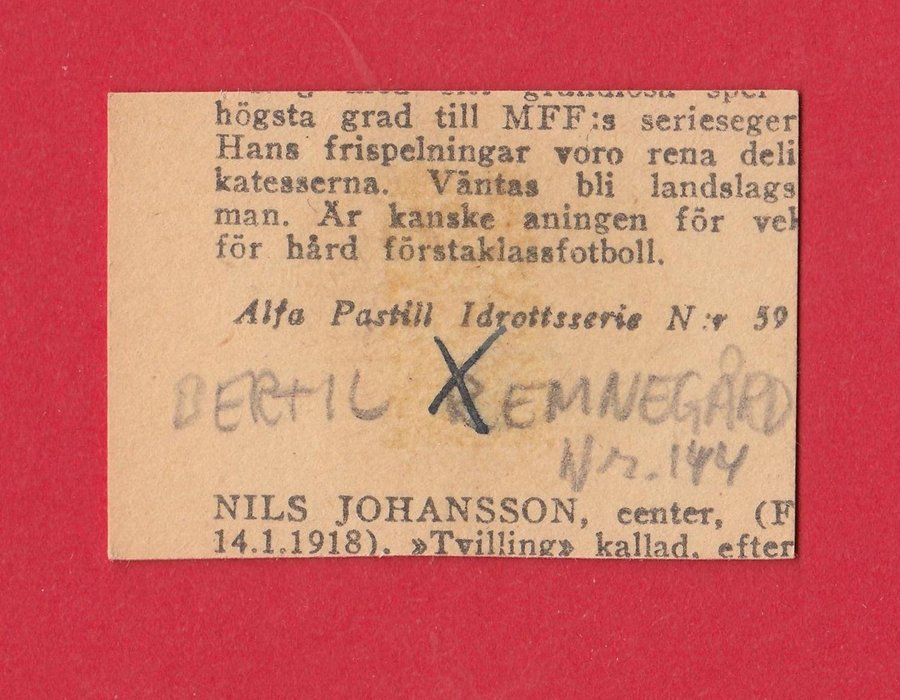 högsta grad till MFF:s serieseger
Hans frispelningar voro rena deli
katesserna. Väntas bli landslags
man. Är kanske aningen för vek
för hård förstaklassfotboll.
Alfa Pastill Idrottsserie N:r 59
X
BERTIL REMNEGÅRD
Nr. 144
NILS JOHANSSON, center, (F
14.1.1918), »Tvilling» kallad, efter